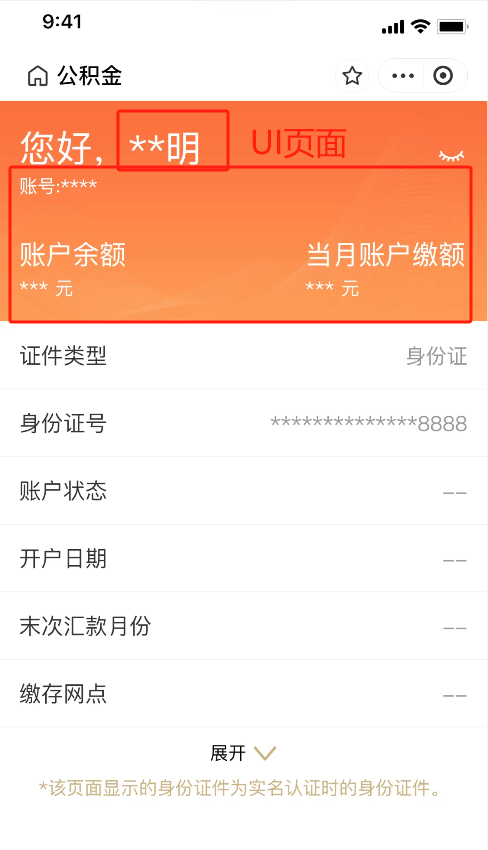 9:41
公积金
您好, **明
UI页面
账号:****
账户余额 当月账户缴额
*** 元 *** 元
证件类型 身份证
身份证号 **************8888
账户状态 --
开户日期 --
末次汇款月份 --
缴存网点 --
展开
*该页面显示的身份证件为实名认证时的身份证件。